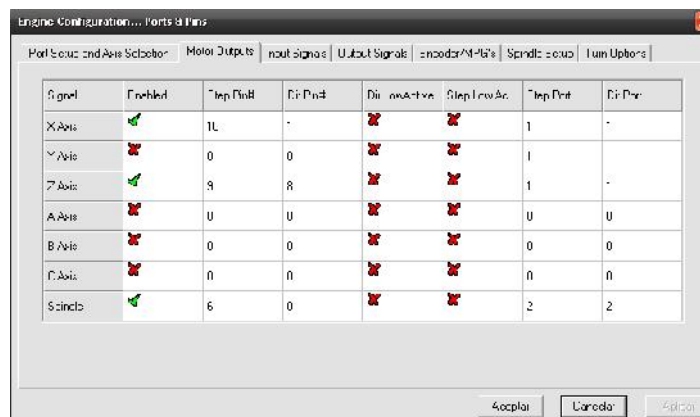 Engine Configuration... Ports & Pins
Port Setup and Axis Selection Motor Outputs Input Signals Output Signals Encoder/MPG's Spindle Setup Turn Options
Signal Enabled Step Pin# Dir Pin# Dir LowActive Step Low Ac... Step Port Dir Port
X Axis 1
Y Axis 0 0 1
Z Axis 9 8 1
A Axis 0 0 0 0
B Axis 0 0 0 0
C Axis 0 0 0 0
Spindle 6 0 2 2
Aceptar Cancelar Aplicar